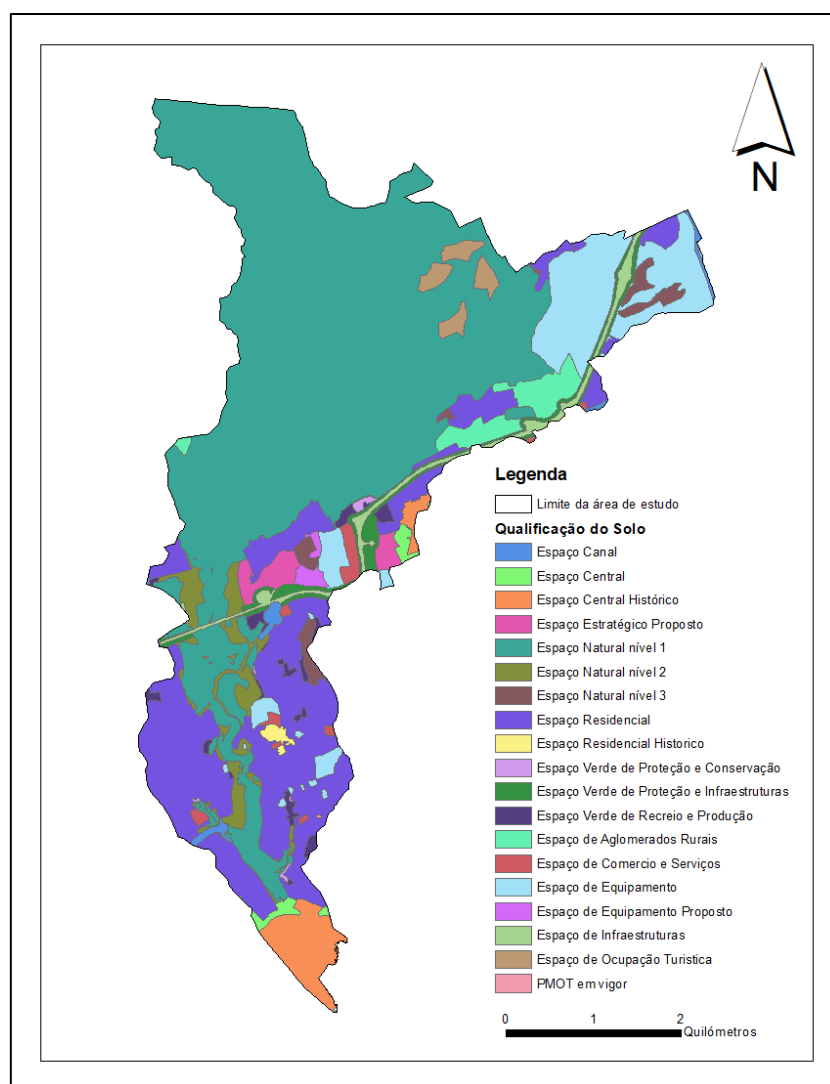 N
Legenda
Limite da área de estudo
Qualificação do Solo
Espaço Canal
Espaço Central
Espaço Central Histórico
Espaço Estratégico Proposto
Espaço Natural nível 1
Espaço Natural nível 2
Espaço Natural nível 3
Espaço Residencial
Espaço Residencial Historico
Espaço Verde de Proteção e Conservação
Espaço Verde de Proteção e Infraestruturas
Espaço Verde de Recreio e Produção
Espaço de Aglomerados Rurais
Espaço de Comercio e Serviços
Espaço de Equipamento
Espaço de Equipamento Proposto
Espaço de Infraestruturas
Espaço de Ocupação Turistica
PMOT em vigor
0 1 2
Quilómetros